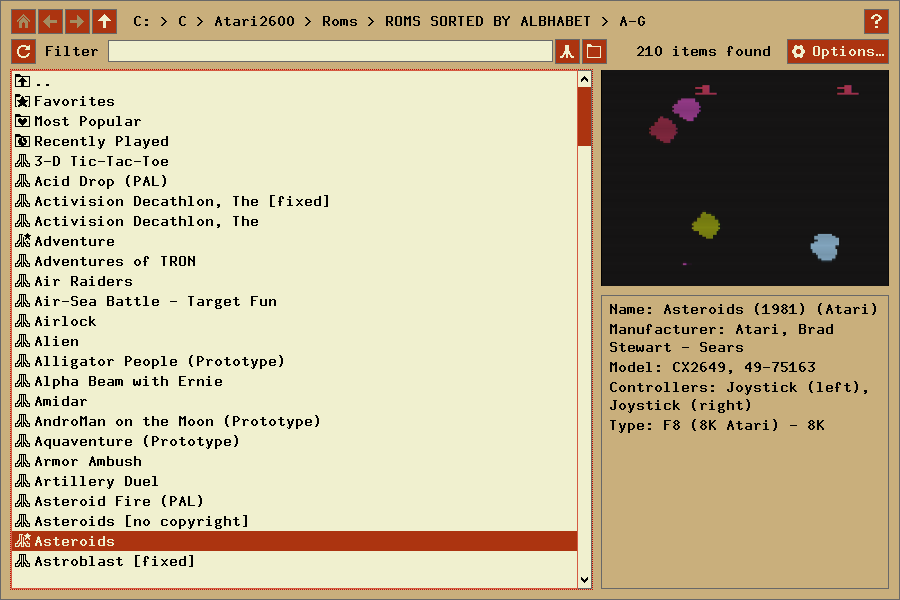 C: > C > Atari2600 > Roms > ROMS SORTED BY ALBHABET > A-G
?
Filter
210 items found
Options…
..
Favorites
Most Popular
Recently Played
3-D Tic-Tac-Toe
Acid Drop (PAL)
Activision Decathlon, The [fixed]
Activision Decathlon, The
Adventure
Adventures of TRON
Air Raiders
Air-Sea Battle - Target Fun
Airlock
Alien
Alligator People (Prototype)
Alpha Beam with Ernie
Amidar
AndroMan on the Moon (Prototype)
Aquaventure (Prototype)
Armor Ambush
Artillery Duel
Asteroid Fire (PAL)
Asteroids [no copyright]
Asteroids
Astroblast [fixed]
Name: Asteroids (1981) (Atari)
Manufacturer: Atari, Brad
Stewart - Sears
Model: CX2649, 49-75163
Controllers: Joystick (left),
Joystick (right)
Type: F8 (8K Atari) - 8K